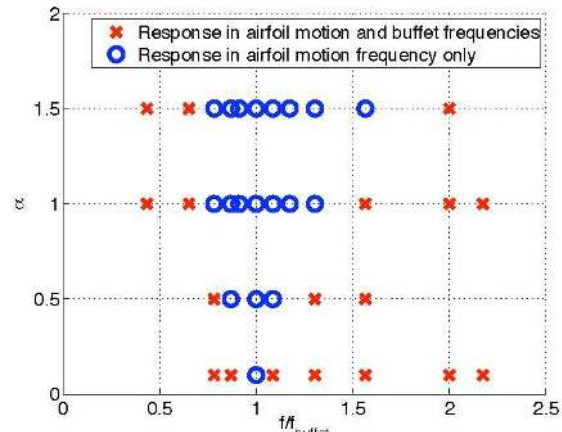 2
Response in airfoil motion and buffet frequencies
Response in airfoil motion frequency only
1.5
1
0.5
0
α
0 0.5 1 1.5 2 2.5
f/f buffet